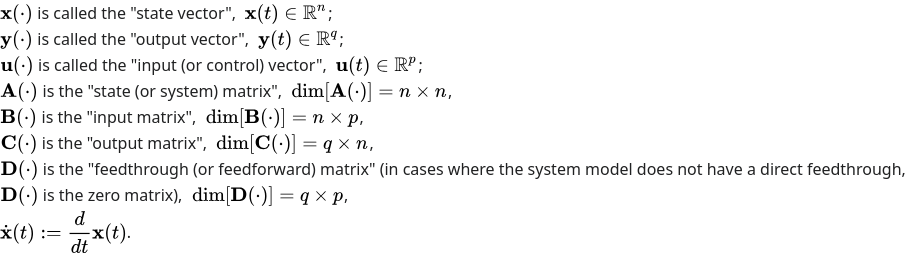 𝐱(·) is called the "state vector", 𝐱(t) ∈ ℝⁿ;
𝐲(·) is called the "output vector", 𝐲(t) ∈ ℝ^q;
𝐮(·) is called the "input (or control) vector", 𝐮(t) ∈ ℝᵖ;
𝐀(·) is the "state (or system) matrix", dim[𝐀(·)] = n × n,
𝐁(·) is the "input matrix", dim[𝐁(·)] = n × p,
𝐂(·) is the "output matrix", dim[𝐂(·)] = q × n,
𝐃(·) is the "feedthrough (or feedforward) matrix" (in cases where the system model does not have a direct feedthrough,
𝐃(·) is the zero matrix), dim[𝐃(·)] = q × p,
𝐱̇(t) := d/dt 𝐱(t).